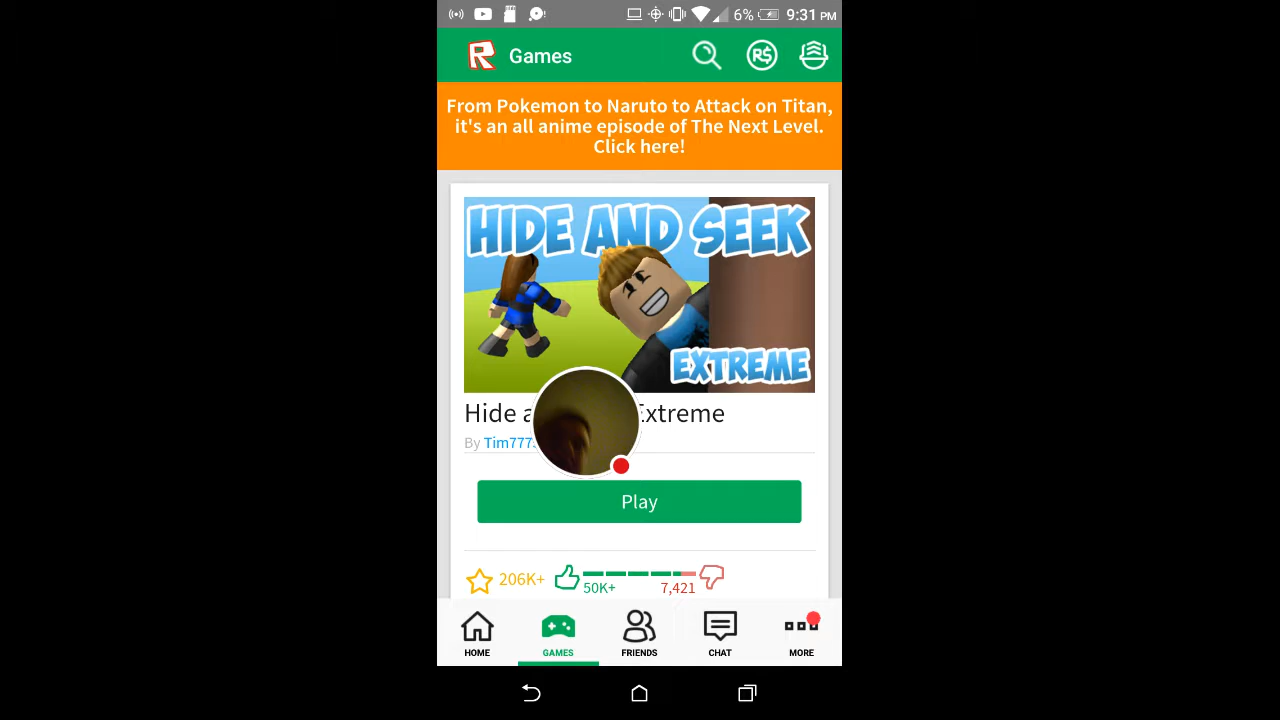 6% 9:31 PM
R Games R$
From Pokemon to Naruto to Attack on Titan,
it's an all anime episode of The Next Level.
Click here!
HIDE AND SEEK
EXTREME
Hide a Extreme
By Tim777
Play
206K+ 50K+ 7,421
HOME GAMES FRIENDS CHAT MORE